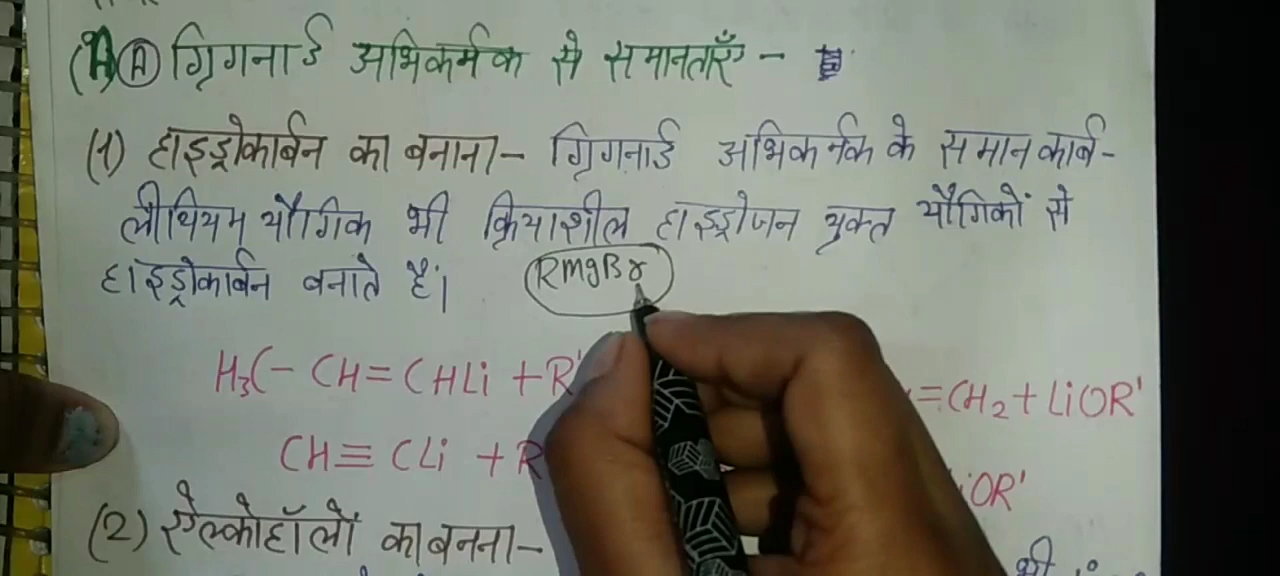 (A) (A) ग्रिगनार्ड अभिकर्मक से समानताएँ -
(1) हाइड्रोकार्बन का बनाना - ग्रिगनार्ड अभिकर्मक के समान कार्ब-
लीथियम यौगिक भी क्रियाशील हाइड्रोजन युक्त यौगिकों से
हाइड्रोकार्बन बनाते हैं। RMgBr
H₃C - CH = CHLi + R' =CH₂ + LiOR'
CH ≡ CLi + R iOR'
(2) ऐल्कोहॉलों का बनना -
भी